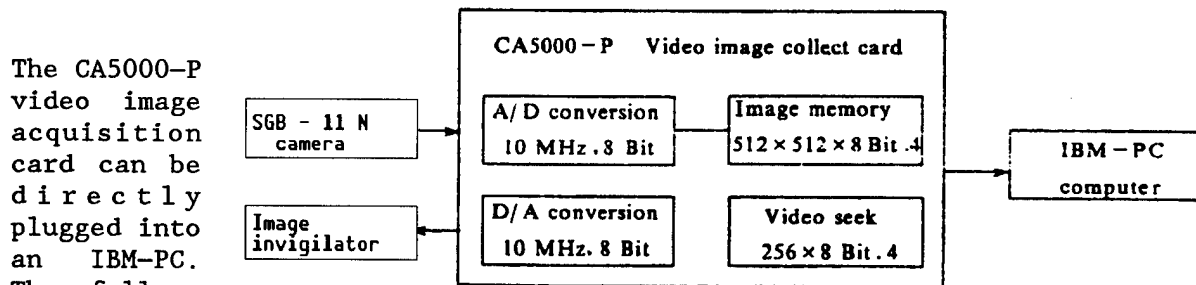 The CA5000–P
video image
acquisition
card can be
directly
plugged into
an IBM–PC.
CA5000–P Video image collect card
SGB – 11 N
camera
A/D conversion
10 MHz. 8 Bit
Image memory
512 × 512 × 8 Bit .4
IBM–PC
computer
Image
invigilator
D/A conversion
10 MHz. 8 Bit
Video seek
256 × 8 Bit. 4